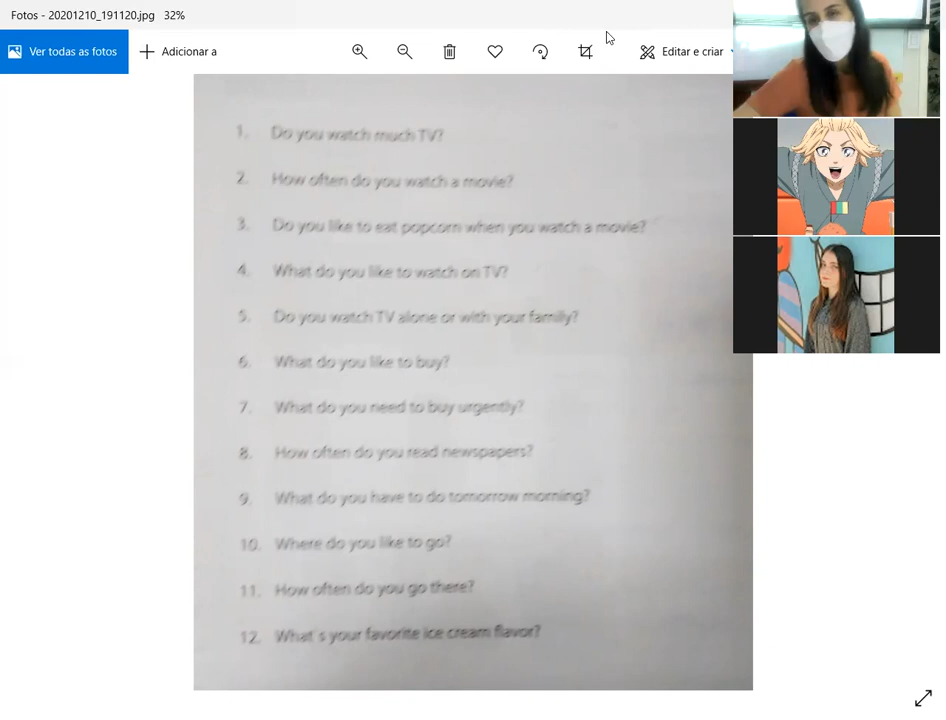 Fotos - 20201210_191120.jpg 32%
Ver todas as fotos Adicionar a Editar e criar
1. Do you watch much TV?
2. How often do you watch a movie?
3. Do you like to eat popcorn when you watch a movie?
4. What do you like to watch on TV?
5. Do you watch TV alone or with your family?
6. What do you like to buy?
7. What do you need to buy urgently?
8. How often do you read newspapers?
9. What do you have to do tomorrow morning?
10. Where do you like to go?
11. How often do you go there?
12. What´s your favorite ice cream flavor?